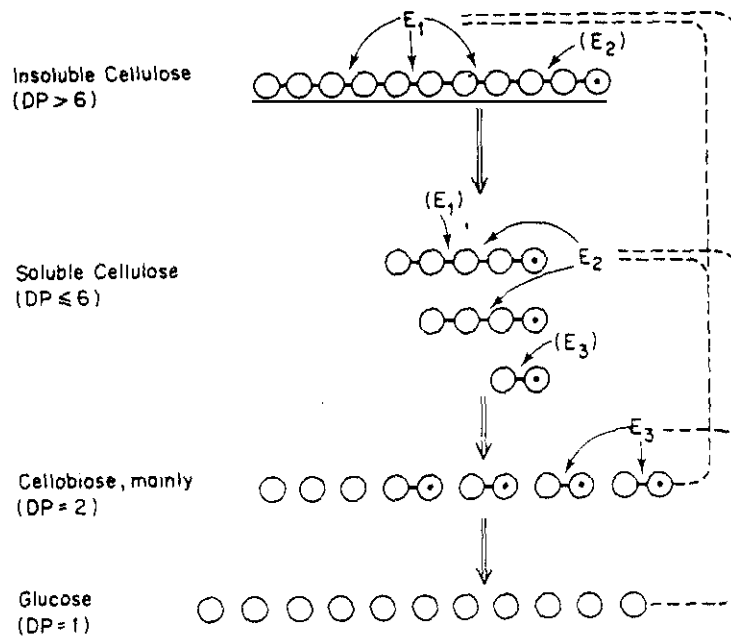 E₁
(E₂)
Insoluble Cellulose
(DP > 6)
(E₁)
Soluble Cellulose
(DP ≤ 6)
E₂
(E₃)
E₃
Cellobiose, mainly
(DP = 2)
Glucose
(DP = 1)